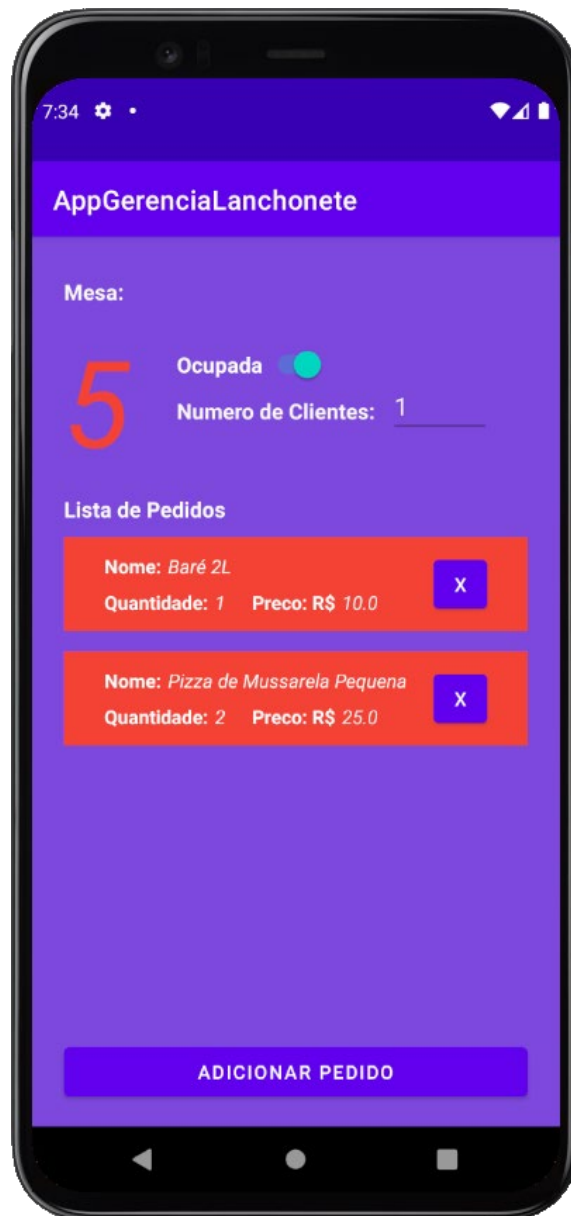 7:34
AppGerenciaLanchonete
Mesa:
5
Ocupada
Numero de Clientes: 1
Lista de Pedidos
Nome: Baré 2L
Quantidade: 1 Preco: R$ 10.0
X
Nome: Pizza de Mussarela Pequena
Quantidade: 2 Preco: R$ 25.0
X
ADICIONAR PEDIDO